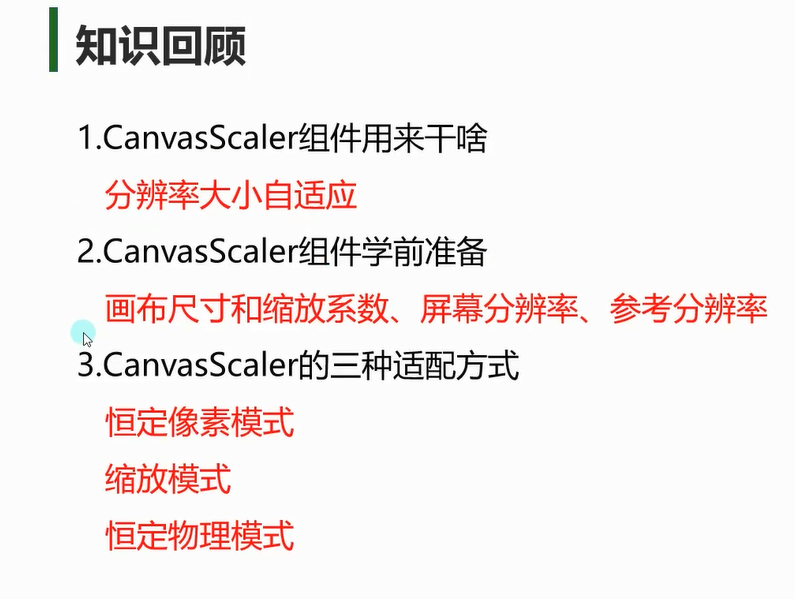 知识回顾
1.CanvasScaler组件用来干啥
分辨率大小自适应
2.CanvasScaler组件学前准备
画布尺寸和缩放系数、屏幕分辨率、参考分辨率
3.CanvasScaler的三种适配方式
恒定像素模式
缩放模式
恒定物理模式